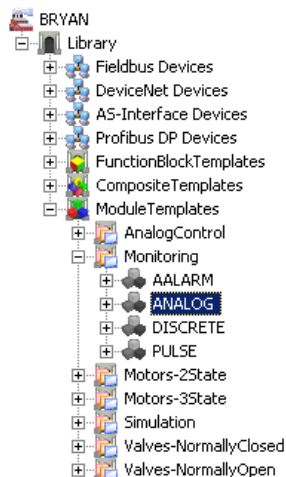 BRYAN
Library
Fieldbus Devices
DeviceNet Devices
AS-Interface Devices
Profibus DP Devices
FunctionBlockTemplates
CompositeTemplates
ModuleTemplates
AnalogControl
Monitoring
AALARM
ANALOG
DISCRETE
PULSE
Motors-2State
Motors-3State
Simulation
Valves-NormallyClosed
Valves-NormallyOpen